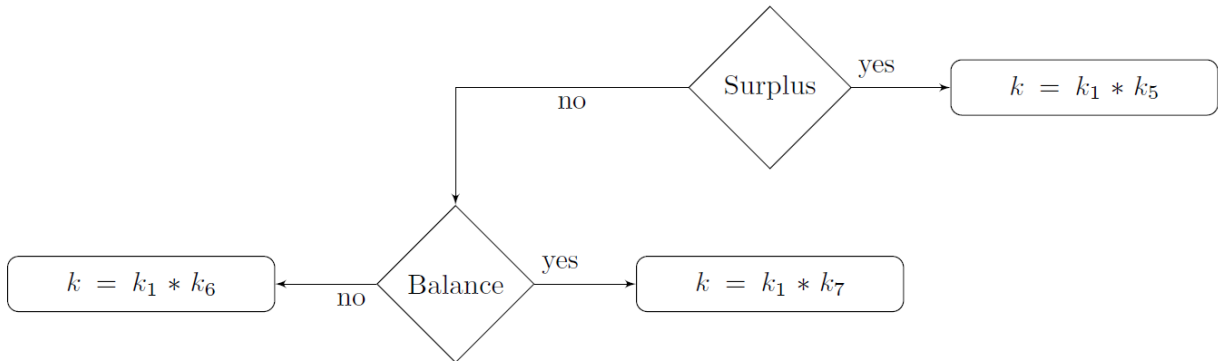 Surplus
yes
k = k₁ * k₅
no
Balance
yes
no
k = k₁ * k₆
k = k₁ * k₇